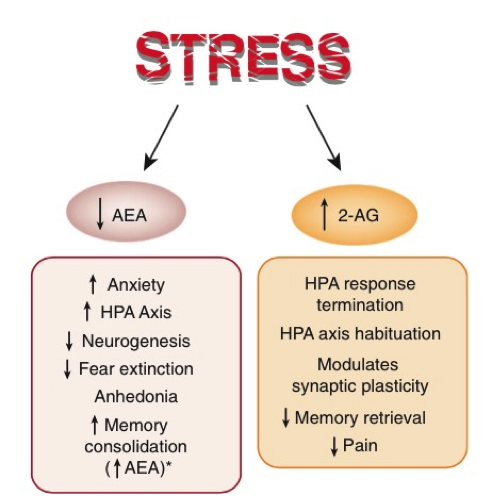 STRESS
↓ AEA
↑ 2-AG
↑ Anxiety
↑ HPA Axis
↓ Neurogenesis
↓ Fear extinction
Anhedonia
↑ Memory
consolidation
(↑AEA)*
HPA response
termination
HPA axis habituation
Modulates
synaptic plasticity
↓ Memory retrieval
↓ Pain